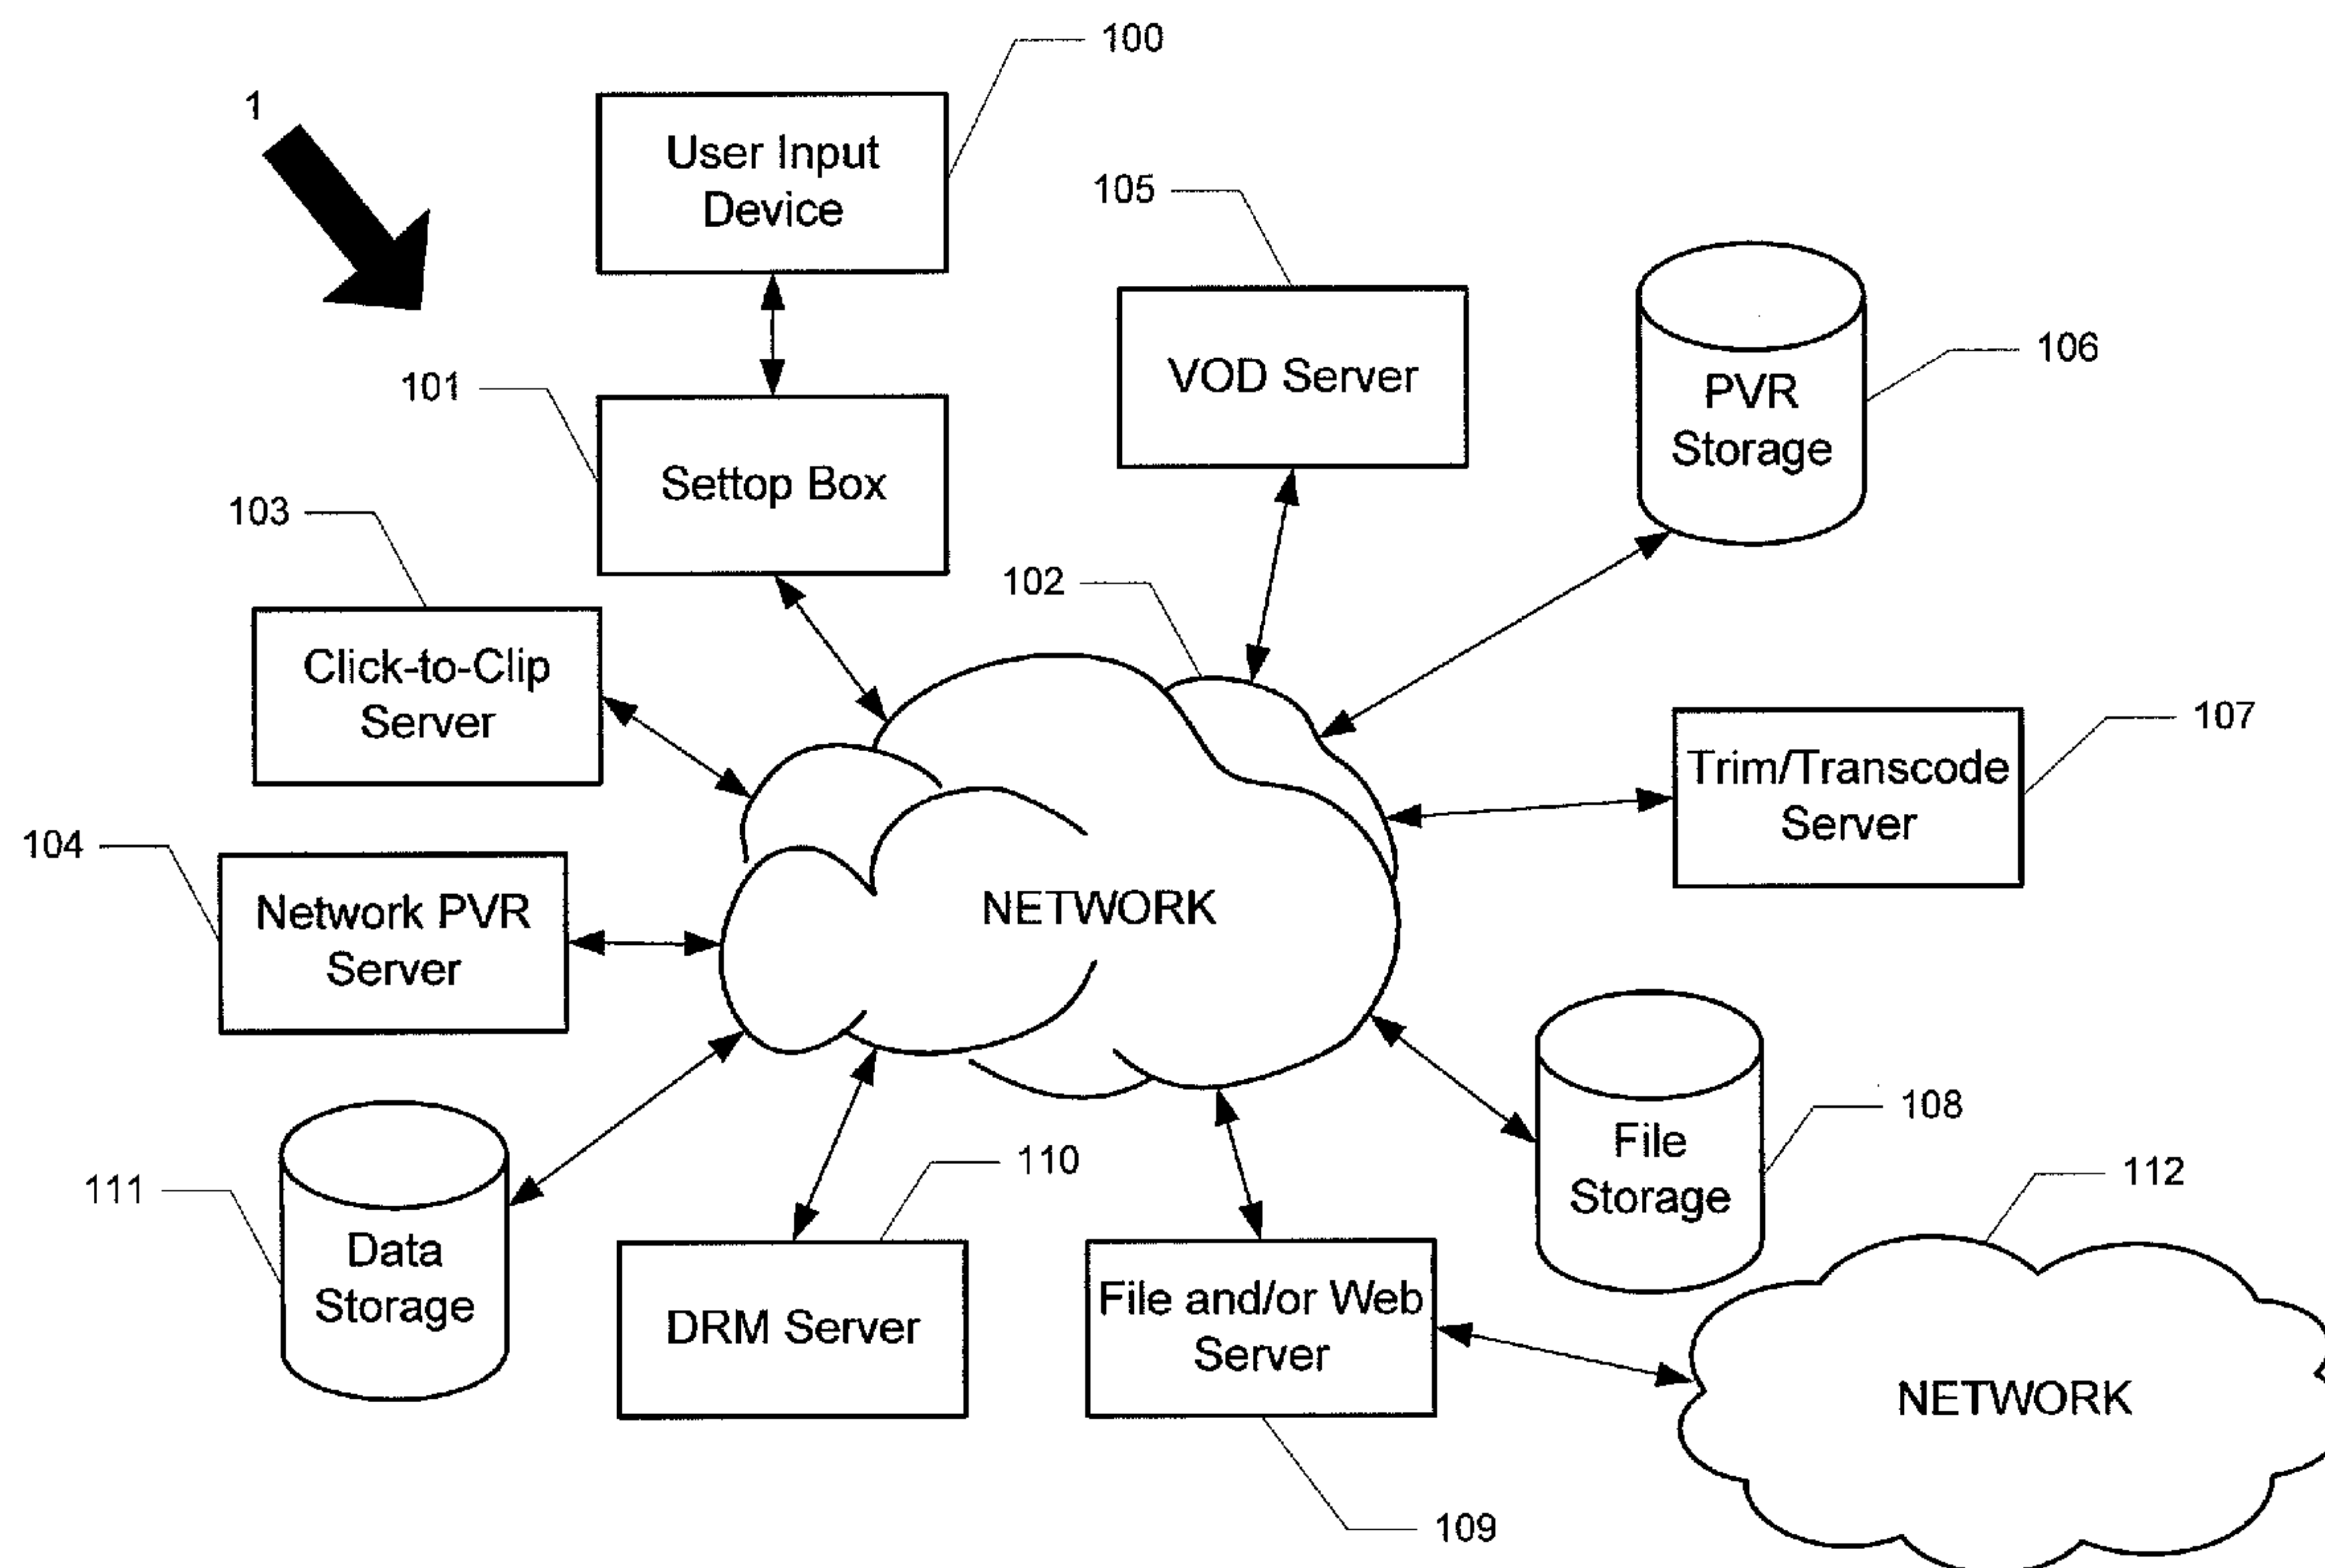 100
1
User Input
Device
105
VOD Server
106
PVR
Storage
101
Settop Box
103
Click-to-Clip
Server
102
107
Trim/Transcode
Server
104
Network PVR
Server
NETWORK
108
File
Storage
111
Data
Storage
110
DRM Server
File and/or Web
Server
109
112
NETWORK